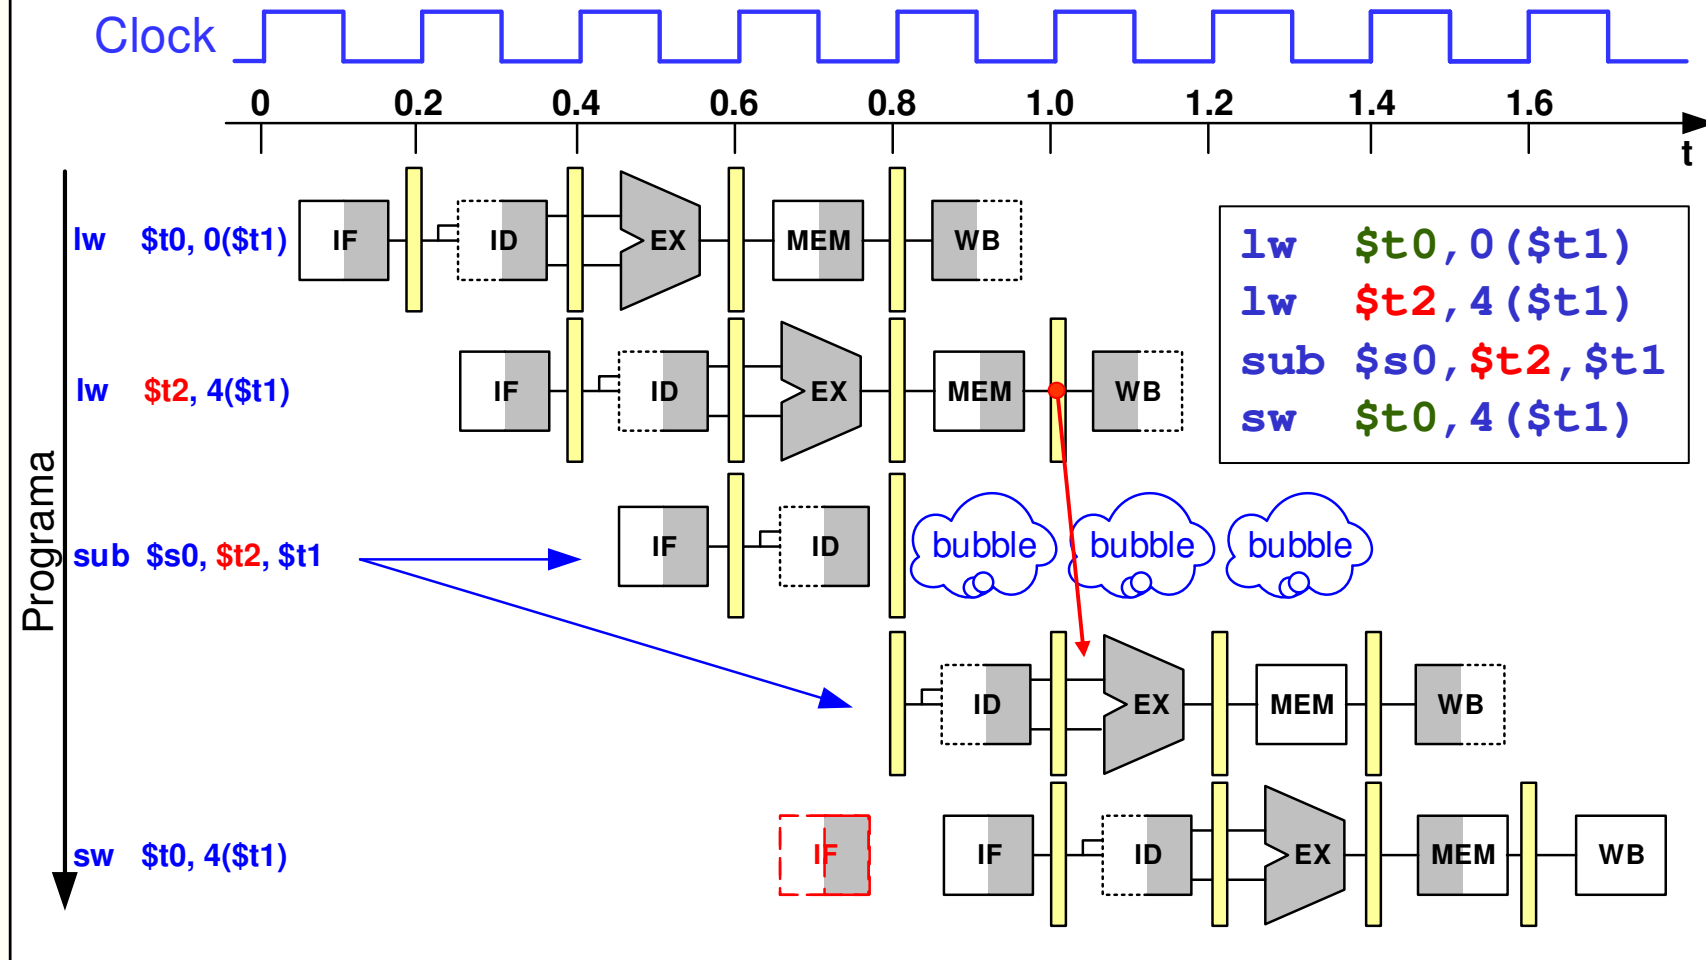 Clock
0 0.2 0.4 0.6 0.8 1.0 1.2 1.4 1.6
t
lw $t0, 0($t1) IF ID EX MEM WB
lw $t2, 4($t1) IF ID EX MEM WB
lw $t0,0($t1)
lw $t2,4($t1)
sub $s0,$t2,$t1
sw $t0,4($t1)
Programa
sub $s0, $t2, $t1 IF ID bubble bubble bubble
ID EX MEM WB
sw $t0, 4($t1) IF IF ID EX MEM WB